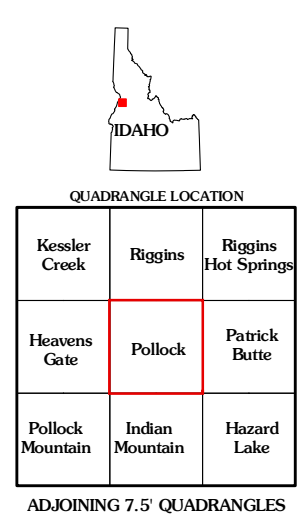 IDAHO
QUADRANGLE LOCATION
Kessler
Creek
Riggins
Riggins
Hot Springs
Heavens
Gate
Pollock
Patrick
Butte
Pollock
Mountain
Indian
Mountain
Hazard
Lake
ADJOINING 7.5' QUADRANGLES